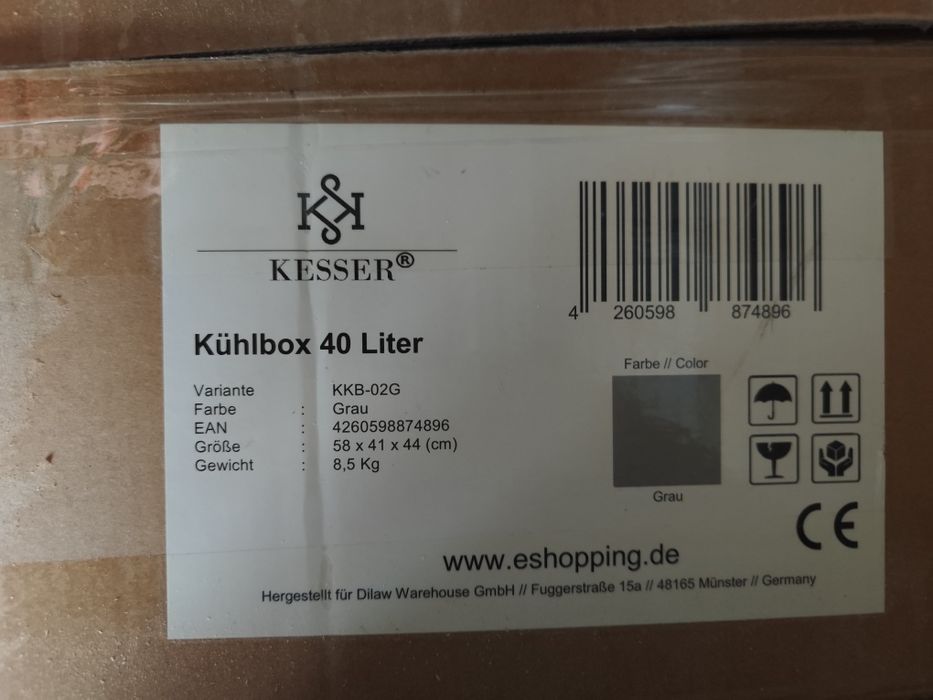 KESSER®
Kühlbox 40 Liter
Variante KKB-02G
Farbe : Grau
EAN : 4260598874896
Größe : 58 x 41 x 44 (cm)
Gewicht : 8,5 Kg
4 260598 874896
Farbe // Color
Grau
CE
www.eshopping.de
Hergestellt für Dilaw Warehouse GmbH // Fuggerstraße 15a // 48165 Münster // Germany